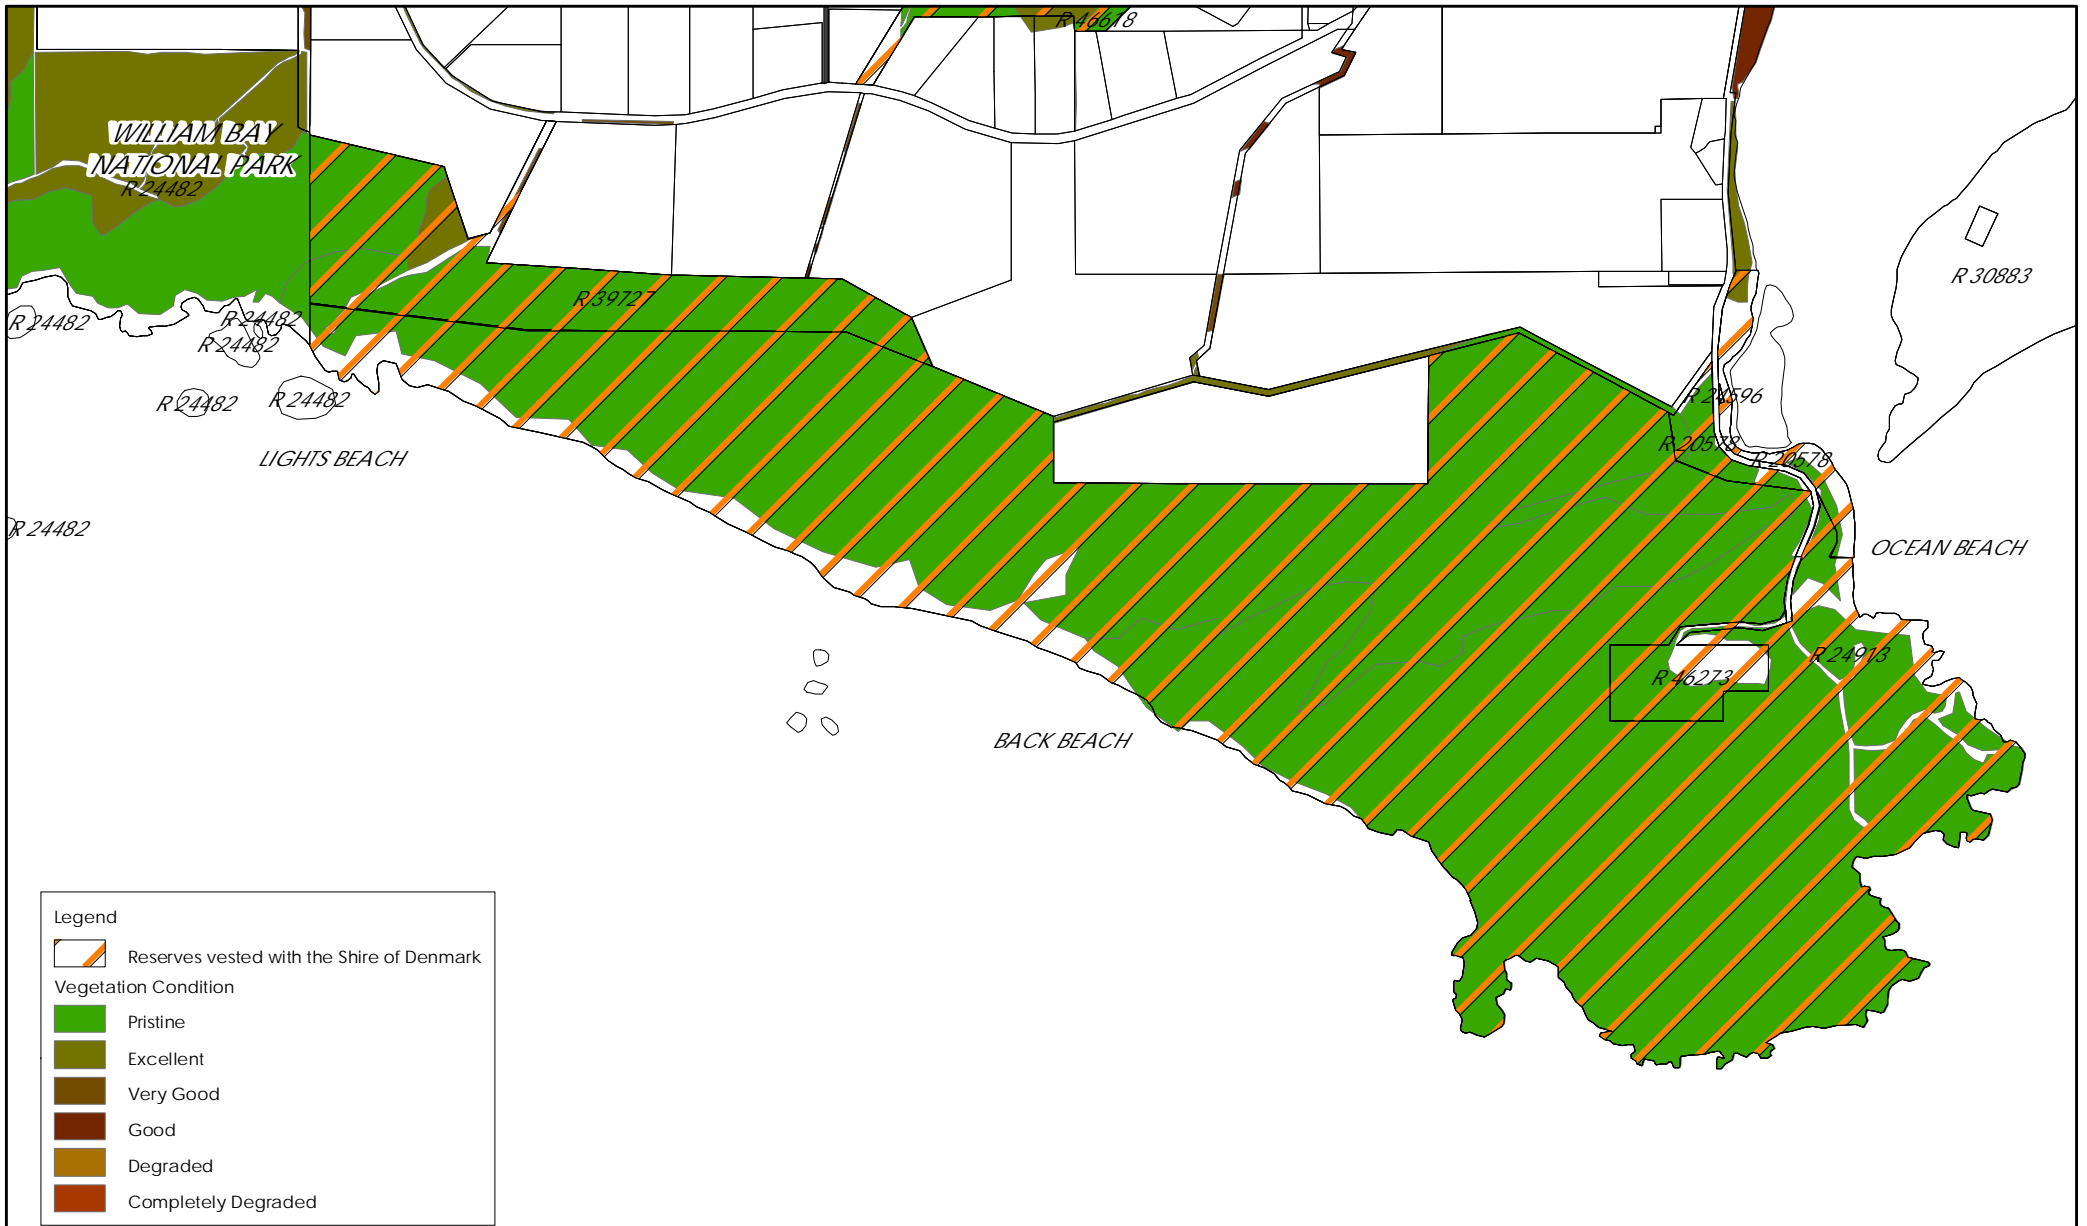 R 46618
WILLIAM BAY
NATIONAL PARK
R 24482
R 30883
R 39727
R 24482
R 24482
R 24482
R 24482
R 24482
R 24596
R 20578
R 20578
LIGHTS BEACH
R 24482
OCEAN BEACH
R 24913
R 46273
BACK BEACH
Legend
Reserves vested with the Shire of Denmark
Vegetation Condition
Pristine
Excellent
Very Good
Good
Degraded
Completely Degraded